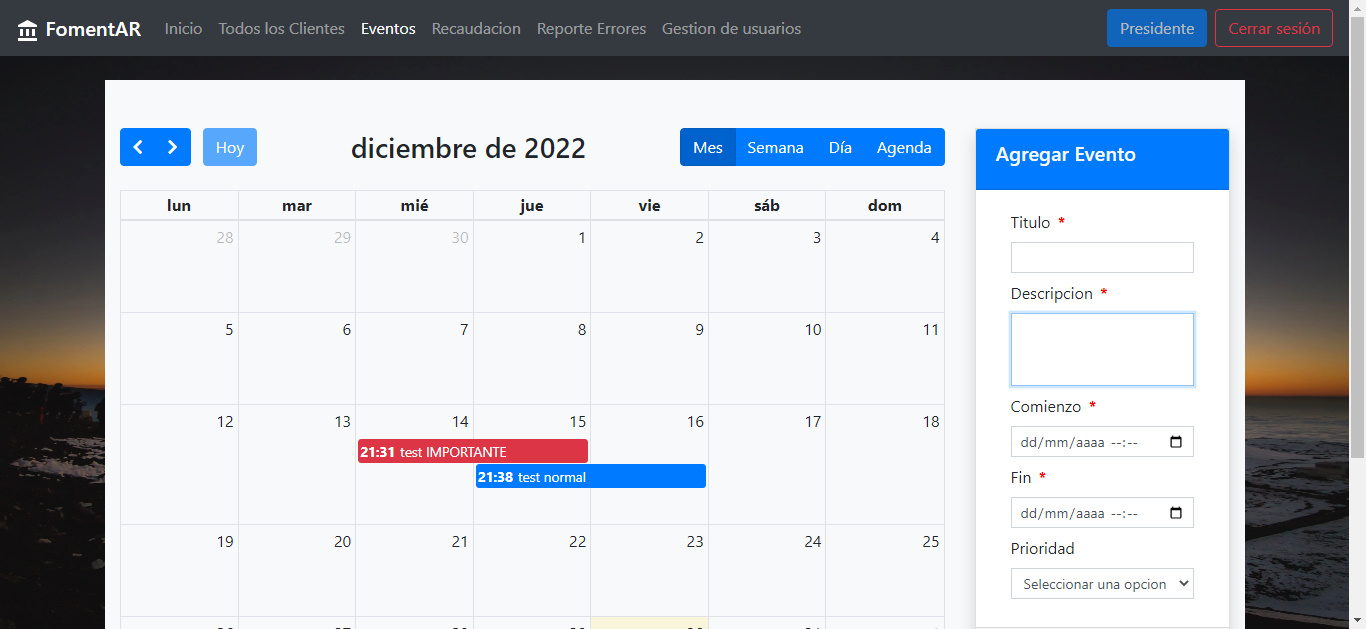 FomentAR Inicio Todos los Clientes Eventos Recaudacion Reporte Errores Gestion de usuarios Presidente Cerrar sesión
Hoy diciembre de 2022 Mes Semana Día Agenda
lun mar mié jue vie sáb dom
28 29 30 1 2 3 4
5 6 7 8 9 10 11
12 13 14 15 16 17 18
21:31 test IMPORTANTE
21:38 test normal
19 20 21 22 23 24 25
Agregar Evento
Titulo *
Descripcion *
Comienzo *
dd/mm/aaaa --:--
Fin *
dd/mm/aaaa --:--
Prioridad
Seleccionar una opcion